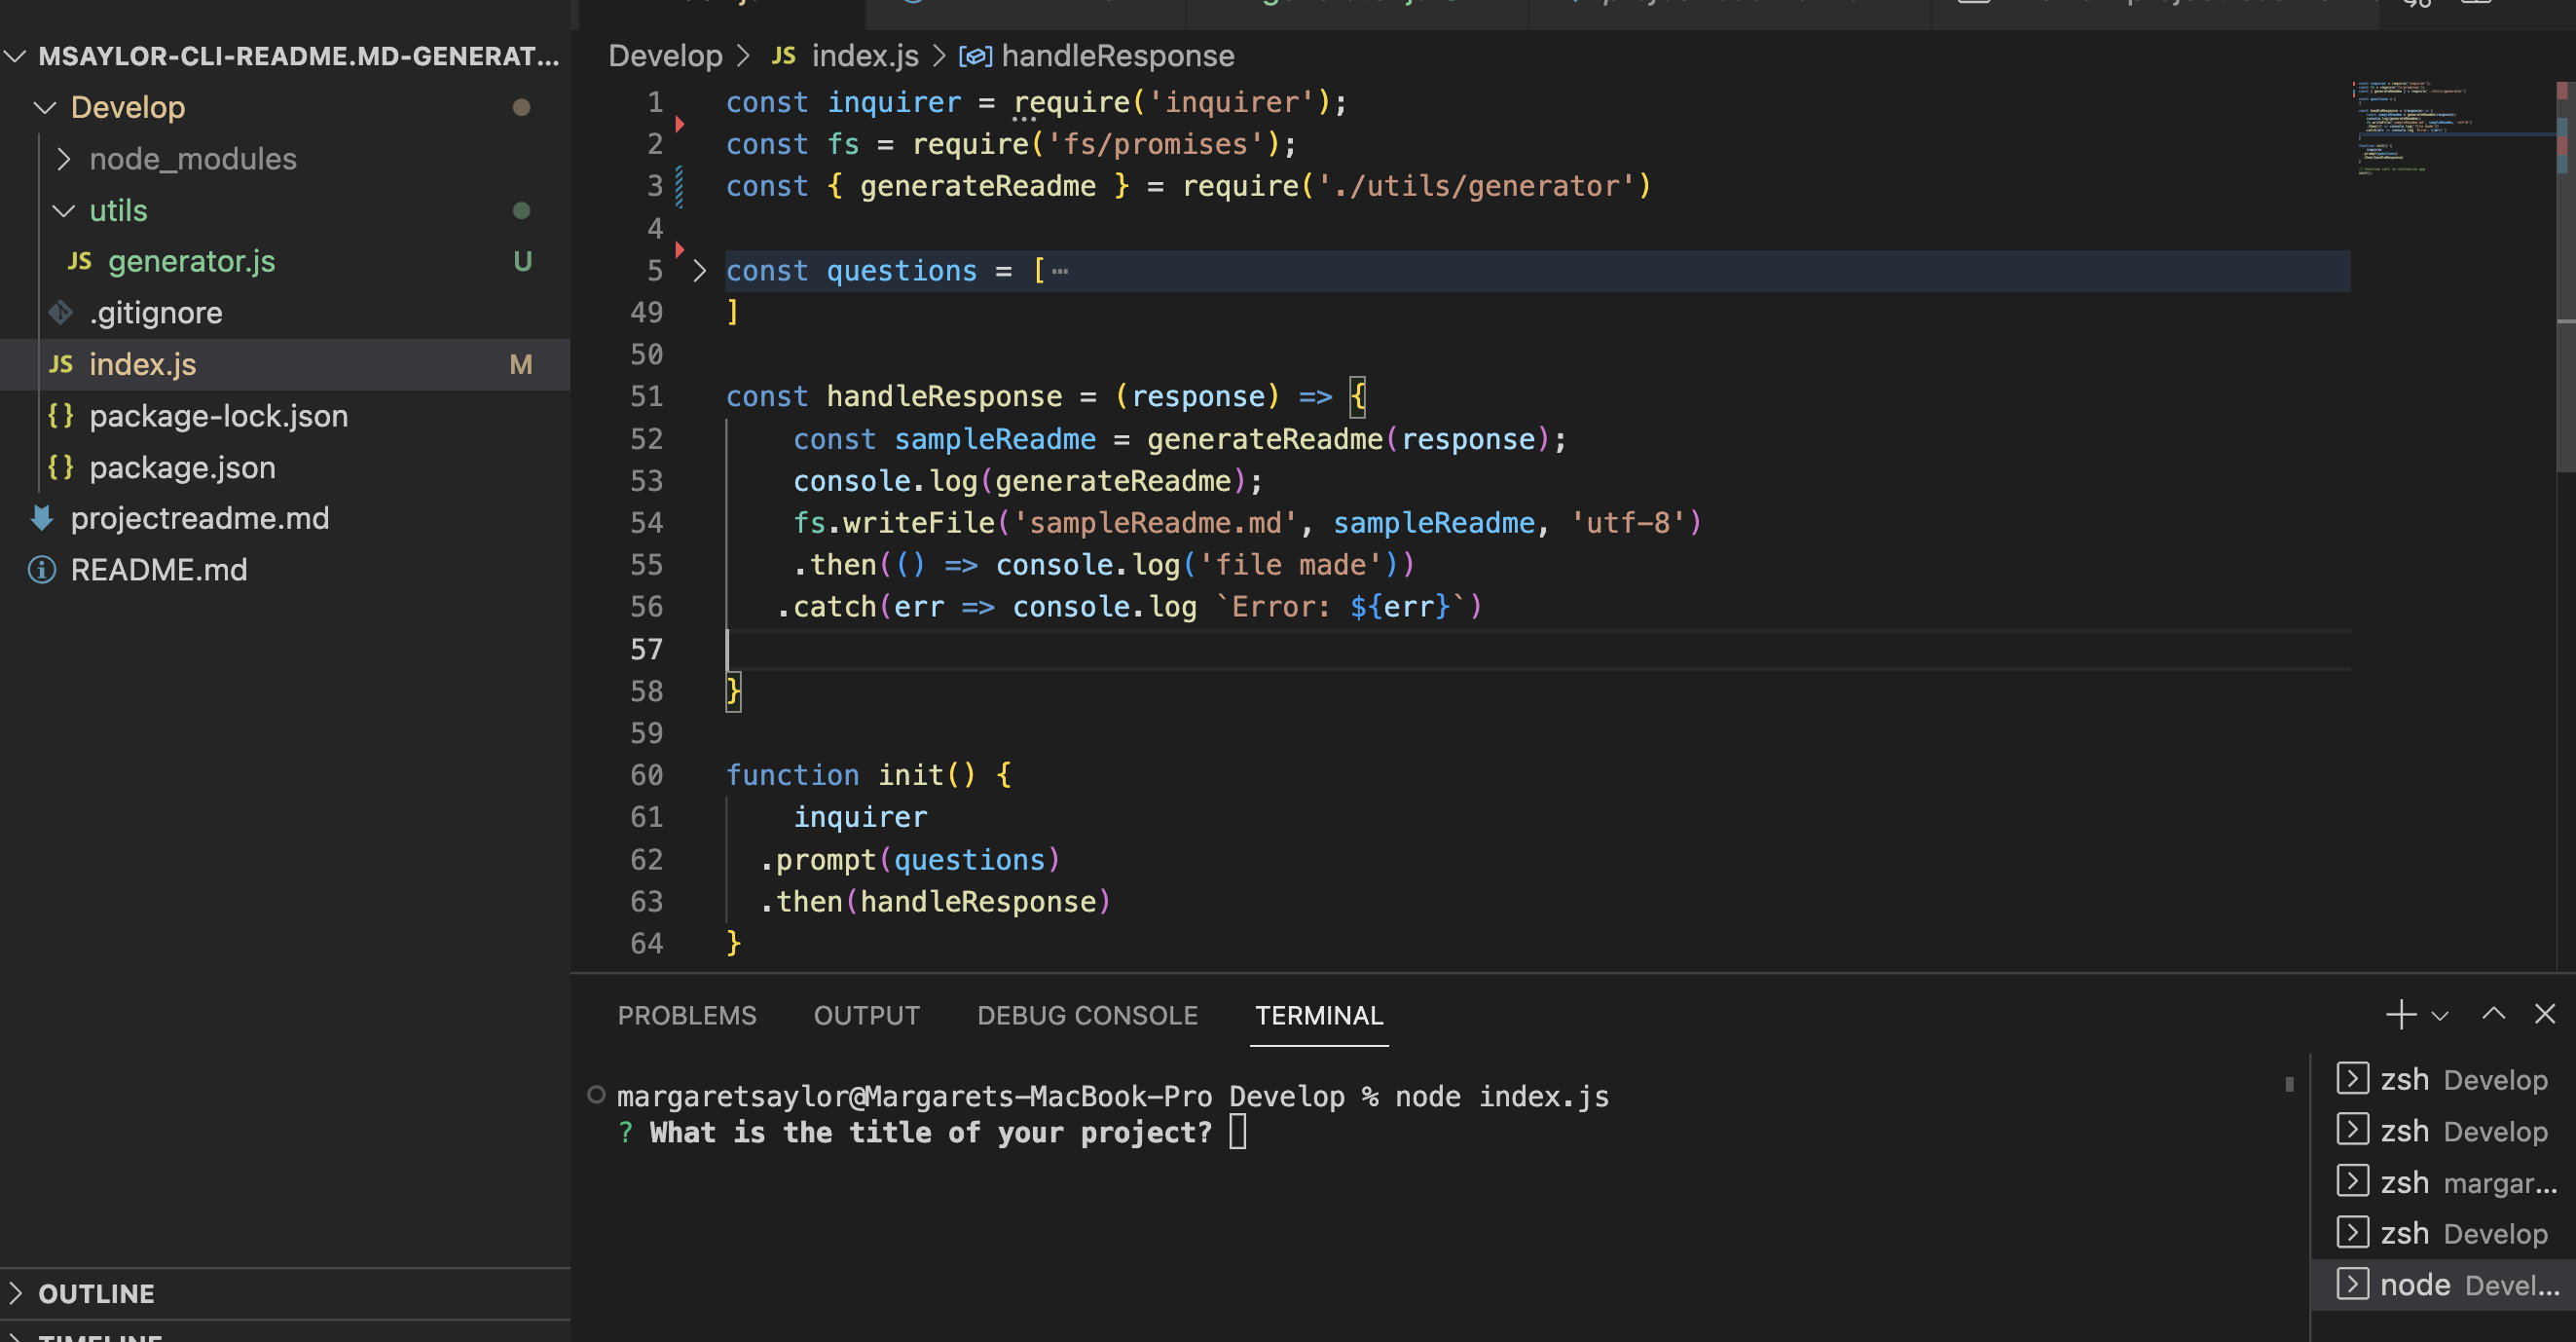 MSAYLOR-CLI-README.MD-GENERAT...
Develop
node_modules
utils
JS generator.js U
.gitignore
JS index.js M
{} package-lock.json
{} package.json
projectreadme.md
README.md
OUTLINE
TIMELINE
Develop > JS index.js > handleResponse
1 const inquirer = require('inquirer');
2 const fs = require('fs/promises');
3 const { generateReadme } = require('./utils/generator')
4
5 const questions = [ ⋯
49 ]
50
51 const handleResponse = (response) => {
52 const sampleReadme = generateReadme(response);
53 console.log(generateReadme);
54 fs.writeFile('sampleReadme.md', sampleReadme, 'utf-8')
55 .then(() => console.log('file made'))
56 .catch(err => console.log `Error: ${err}`)
57
58 }
59
60 function init() {
61 inquirer
62 .prompt(questions)
63 .then(handleResponse)
64 }
PROBLEMS OUTPUT DEBUG CONSOLE TERMINAL
margaretsaylor@Margarets-MacBook-Pro Develop % node index.js
? What is the title of your project?
zsh Develop
zsh Develop
zsh margar...
zsh Develop
node Devel...